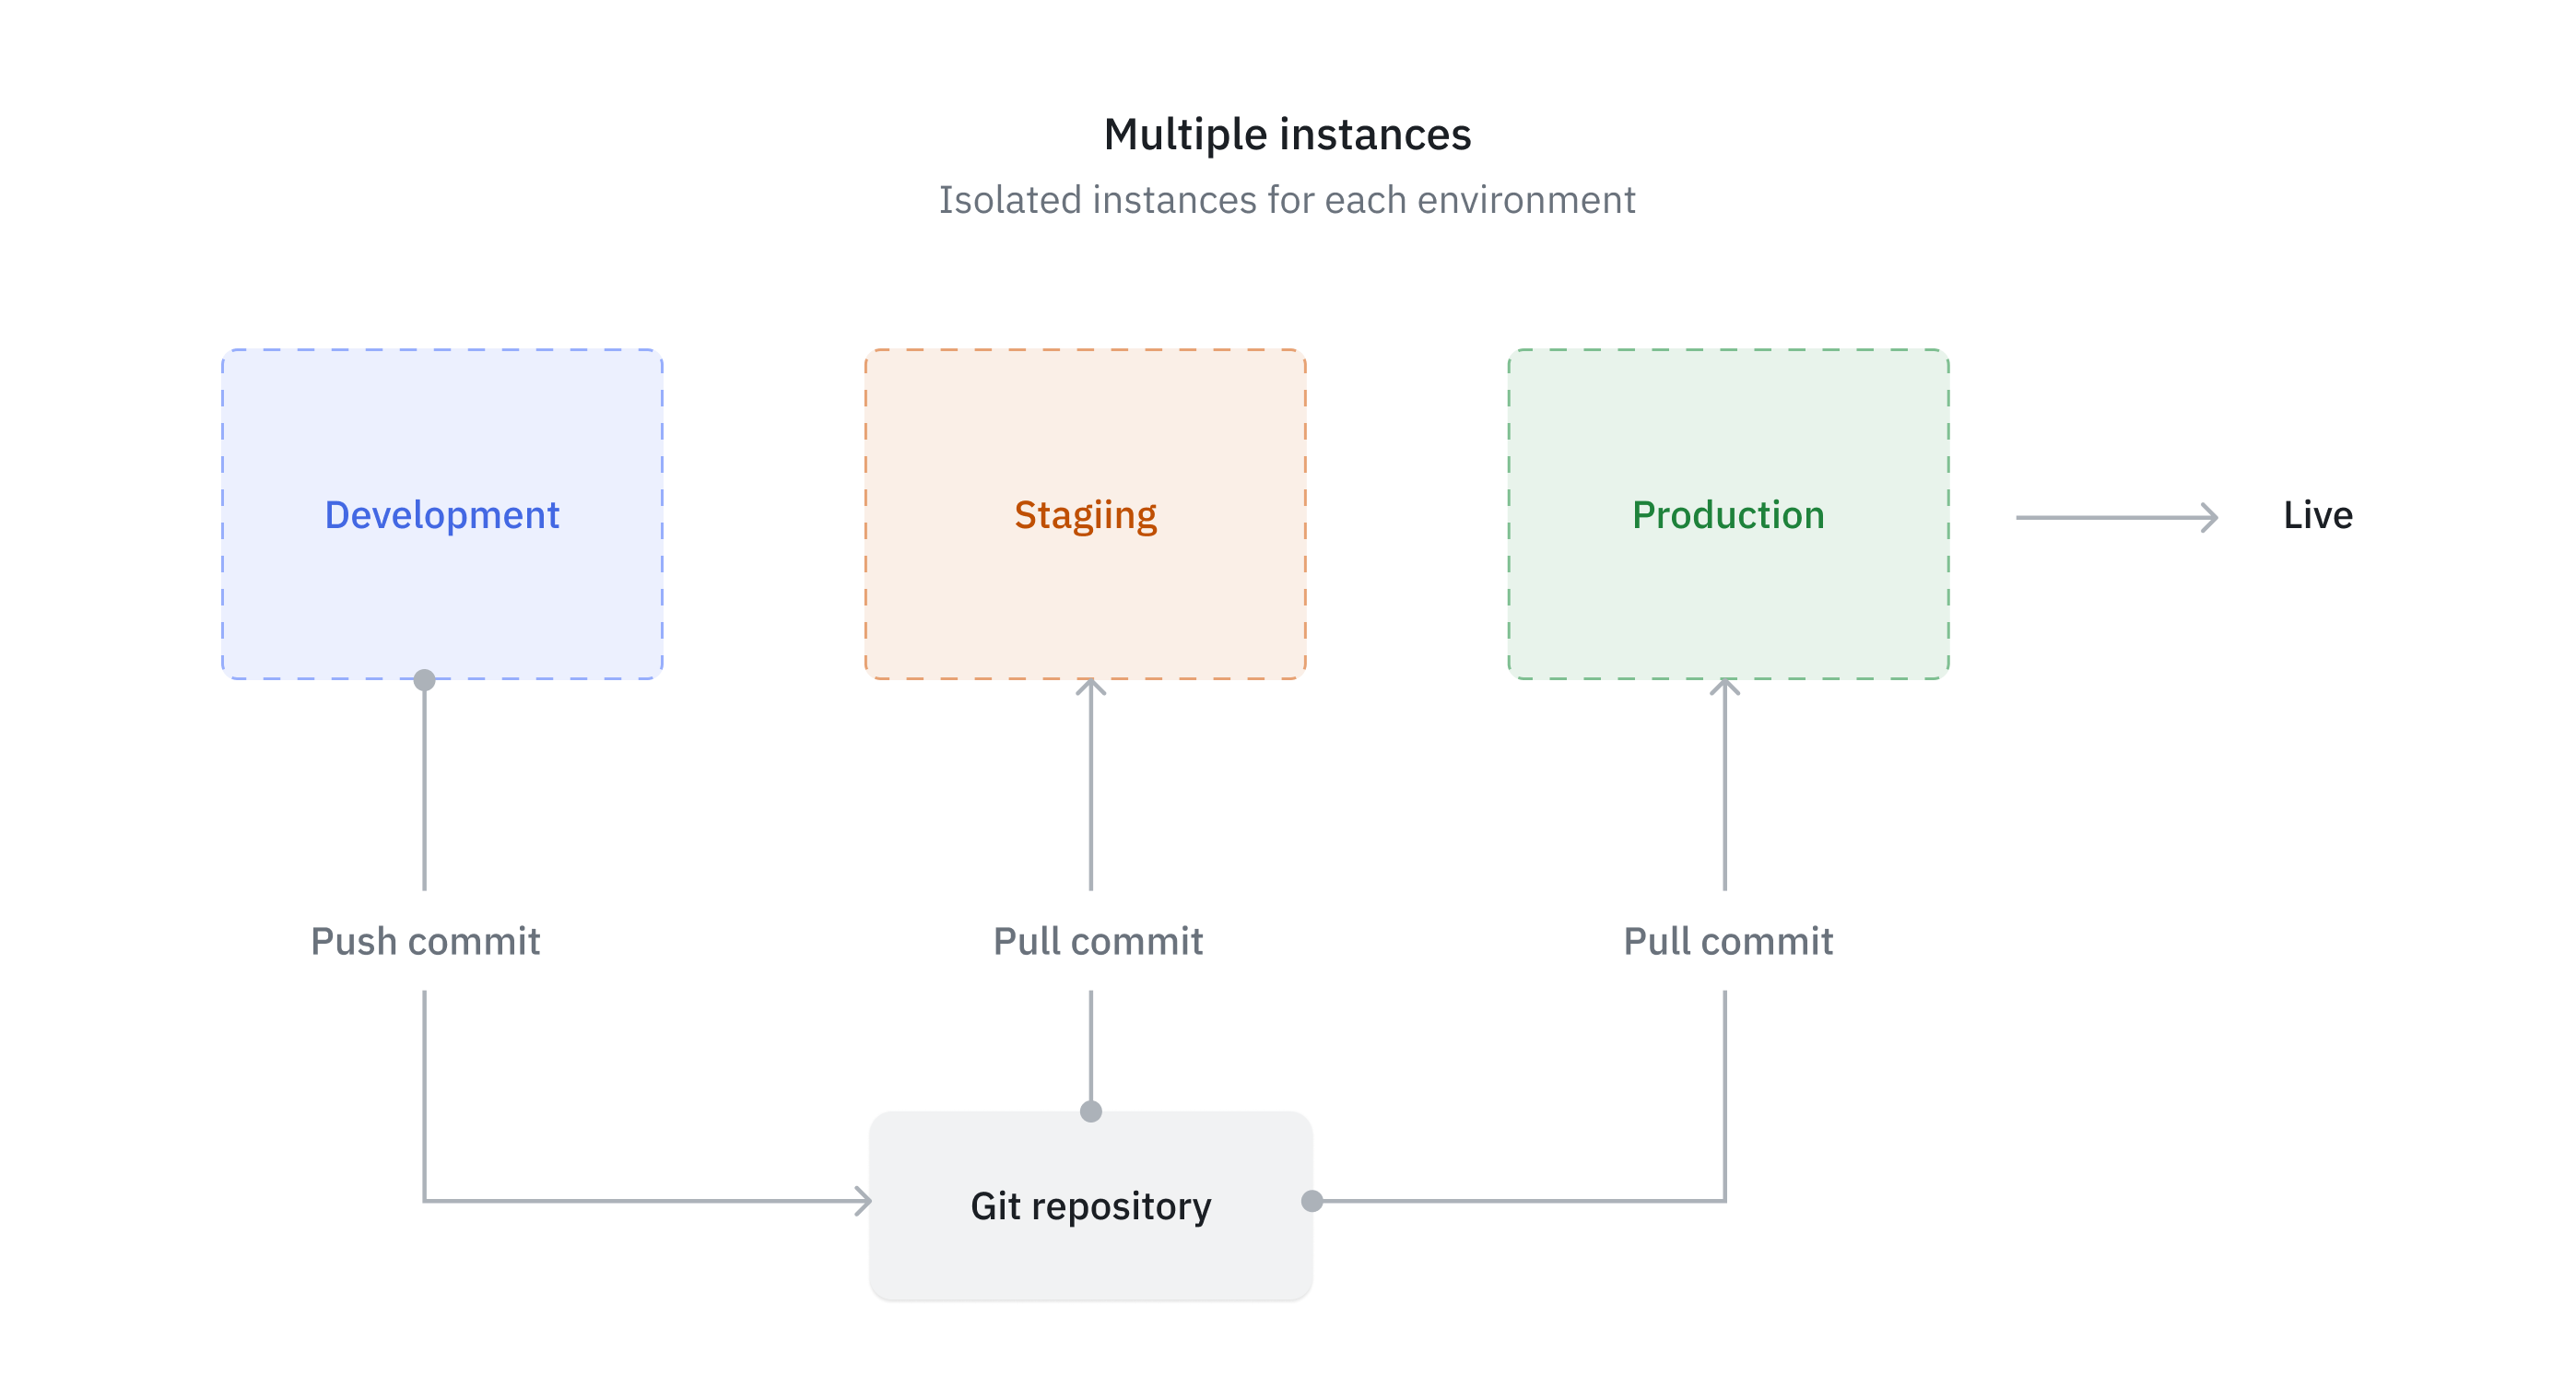 Multiple instances
Isolated instances for each environment
Development
Stagiing
Production
Live
Push commit
Pull commit
Pull commit
Git repository